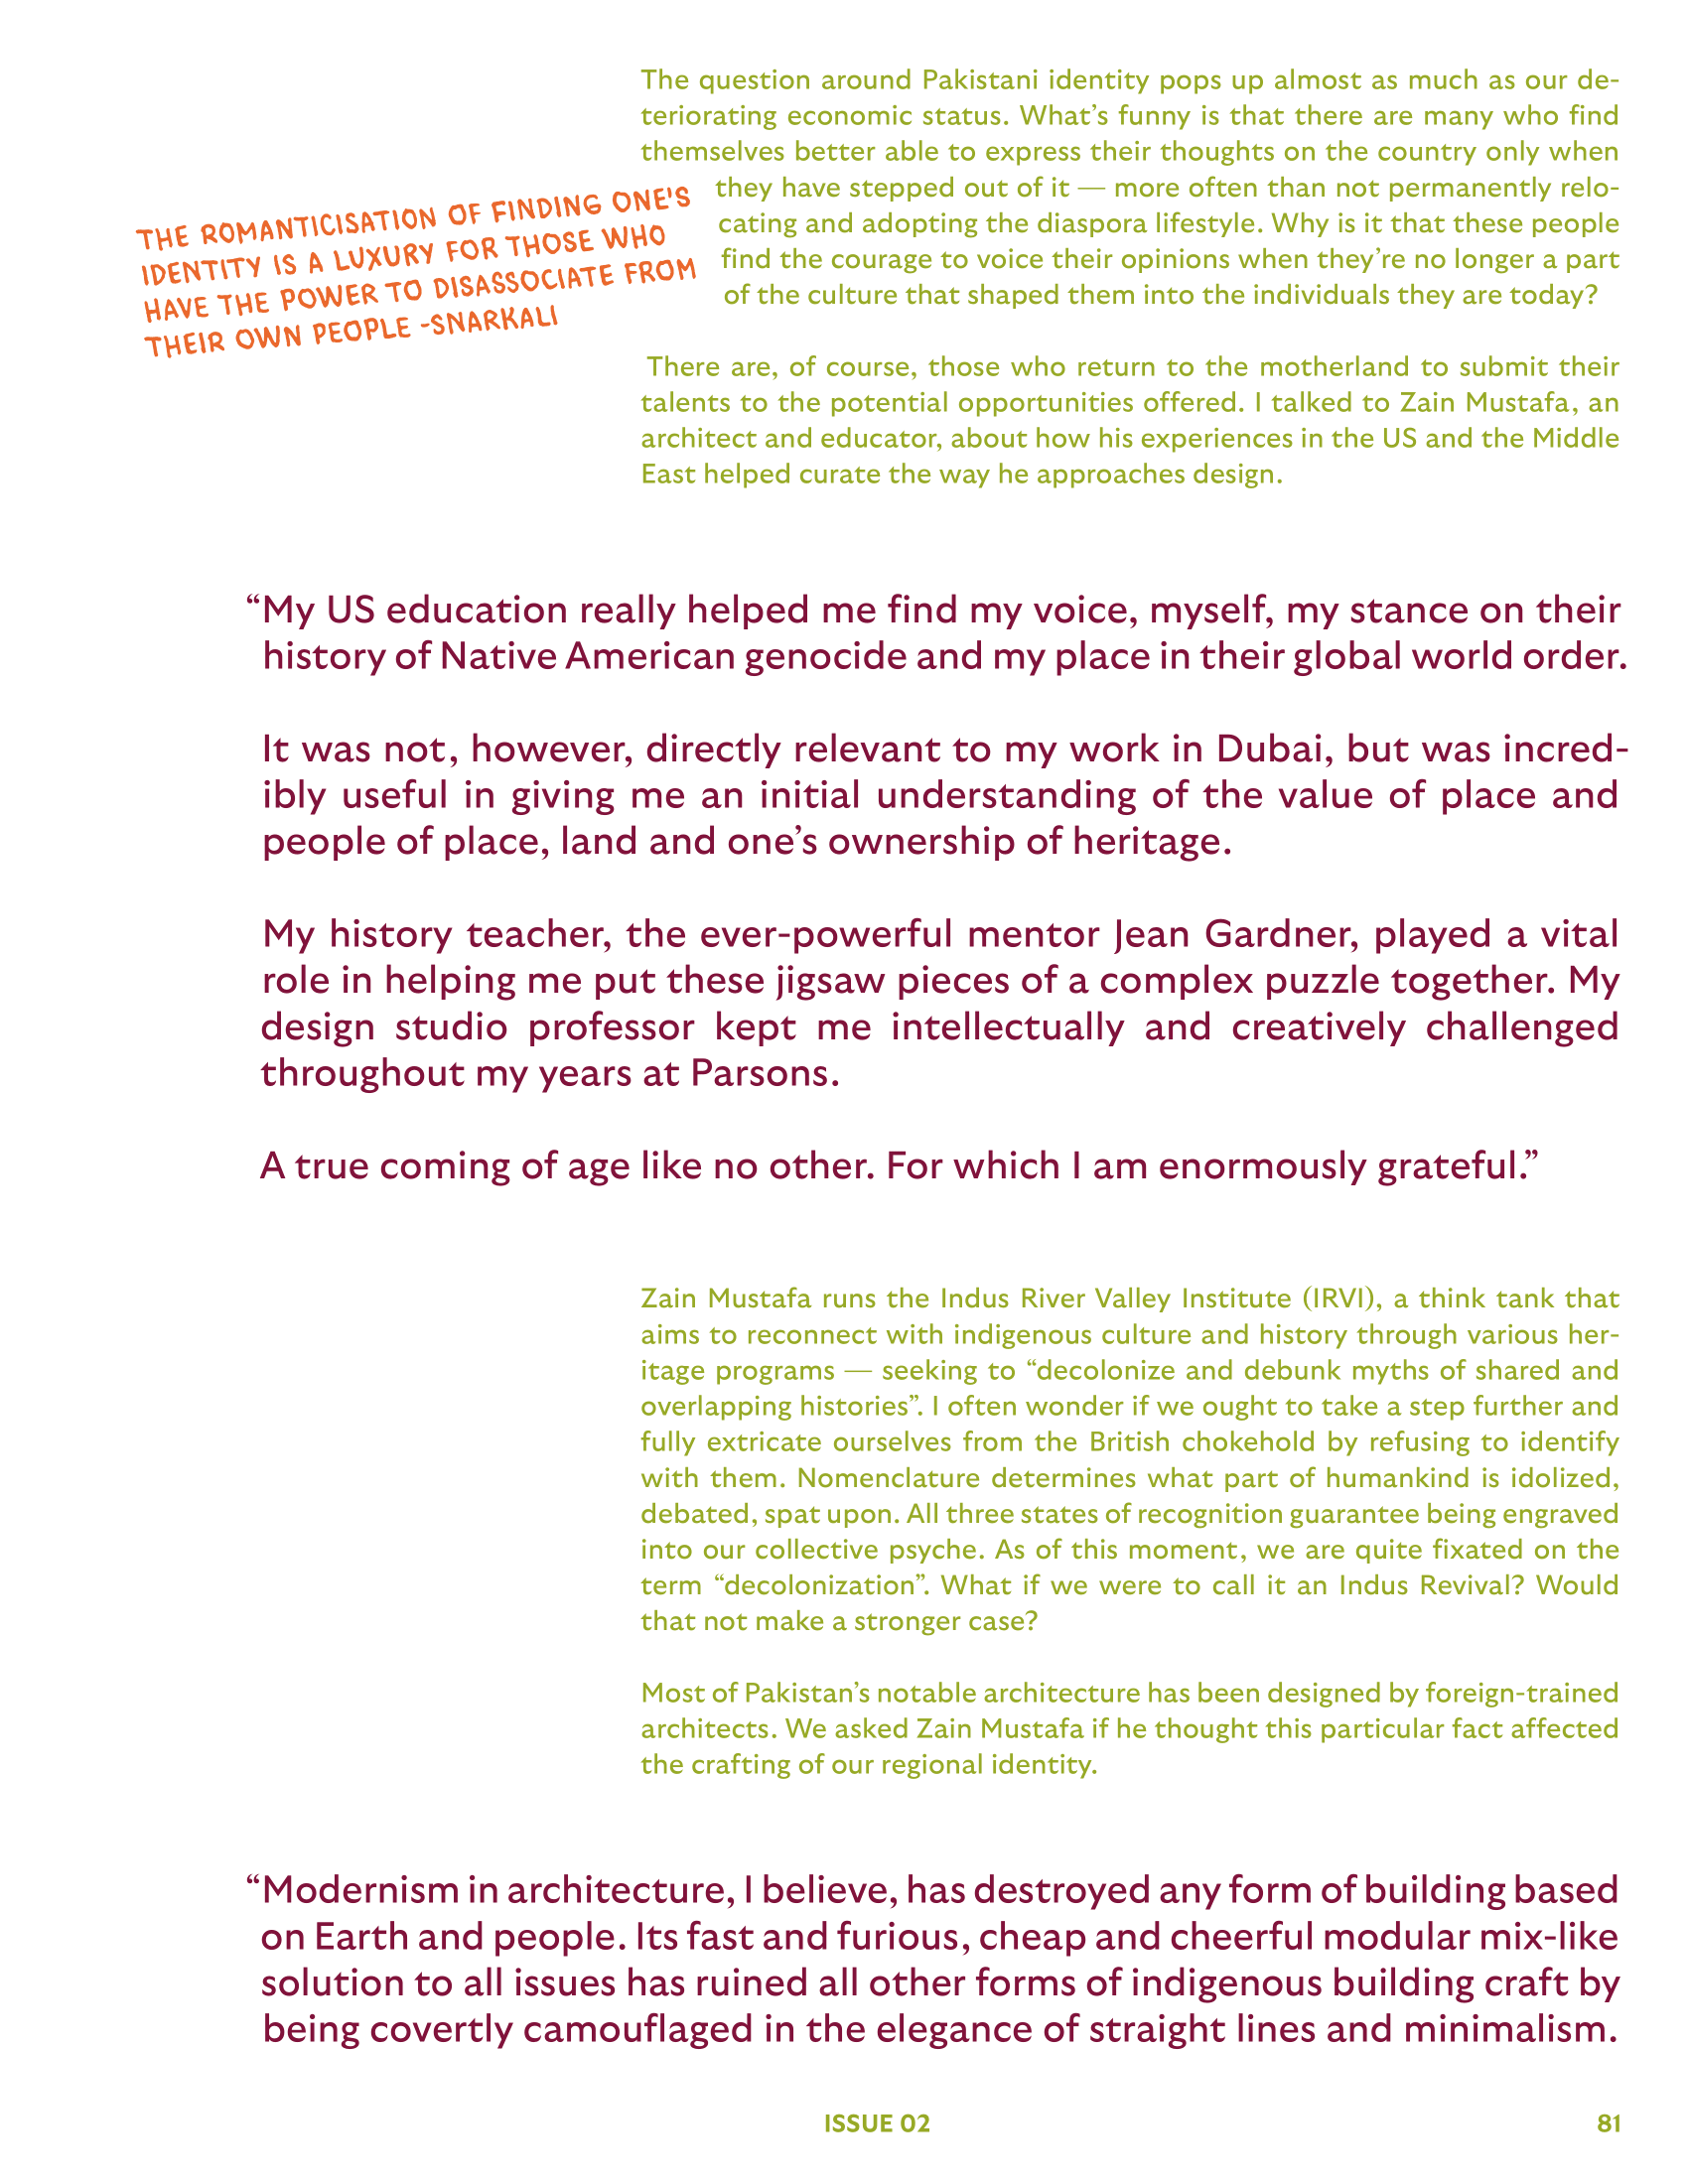 The question around Pakistani identity pops up almost as much as our de-
teriorating economic status. What’s funny is that there are many who find
themselves better able to express their thoughts on the country only when
they have stepped out of it — more often than not permanently relo-
cating and adopting the diaspora lifestyle. Why is it that these people
find the courage to voice their opinions when they’re no longer a part
of the culture that shaped them into the individuals they are today?
THE ROMANTICISATION OF FINDING ONE'S
IDENTITY IS A LUXURY FOR THOSE WHO
HAVE THE POWER TO DISASSOCIATE FROM
THEIR OWN PEOPLE -SNARKALI
There are, of course, those who return to the motherland to submit their
talents to the potential opportunities offered. I talked to Zain Mustafa, an
architect and educator, about how his experiences in the US and the Middle
East helped curate the way he approaches design.
“My US education really helped me find my voice, myself, my stance on their
history of Native American genocide and my place in their global world order.
It was not, however, directly relevant to my work in Dubai, but was incred-
ibly useful in giving me an initial understanding of the value of place and
people of place, land and one’s ownership of heritage.
My history teacher, the ever-powerful mentor Jean Gardner, played a vital
role in helping me put these jigsaw pieces of a complex puzzle together. My
design studio professor kept me intellectually and creatively challenged
throughout my years at Parsons.
A true coming of age like no other. For which I am enormously grateful.”
Zain Mustafa runs the Indus River Valley Institute (IRVI), a think tank that
aims to reconnect with indigenous culture and history through various her-
itage programs — seeking to “decolonize and debunk myths of shared and
overlapping histories”. I often wonder if we ought to take a step further and
fully extricate ourselves from the British chokehold by refusing to identify
with them. Nomenclature determines what part of humankind is idolized,
debated, spat upon. All three states of recognition guarantee being engraved
into our collective psyche. As of this moment, we are quite fixated on the
term “decolonization”. What if we were to call it an Indus Revival? Would
that not make a stronger case?
Most of Pakistan’s notable architecture has been designed by foreign-trained
architects. We asked Zain Mustafa if he thought this particular fact affected
the crafting of our regional identity.
“Modernism in architecture, I believe, has destroyed any form of building based
on Earth and people. Its fast and furious, cheap and cheerful modular mix-like
solution to all issues has ruined all other forms of indigenous building craft by
being covertly camouflaged in the elegance of straight lines and minimalism.
ISSUE 02
81